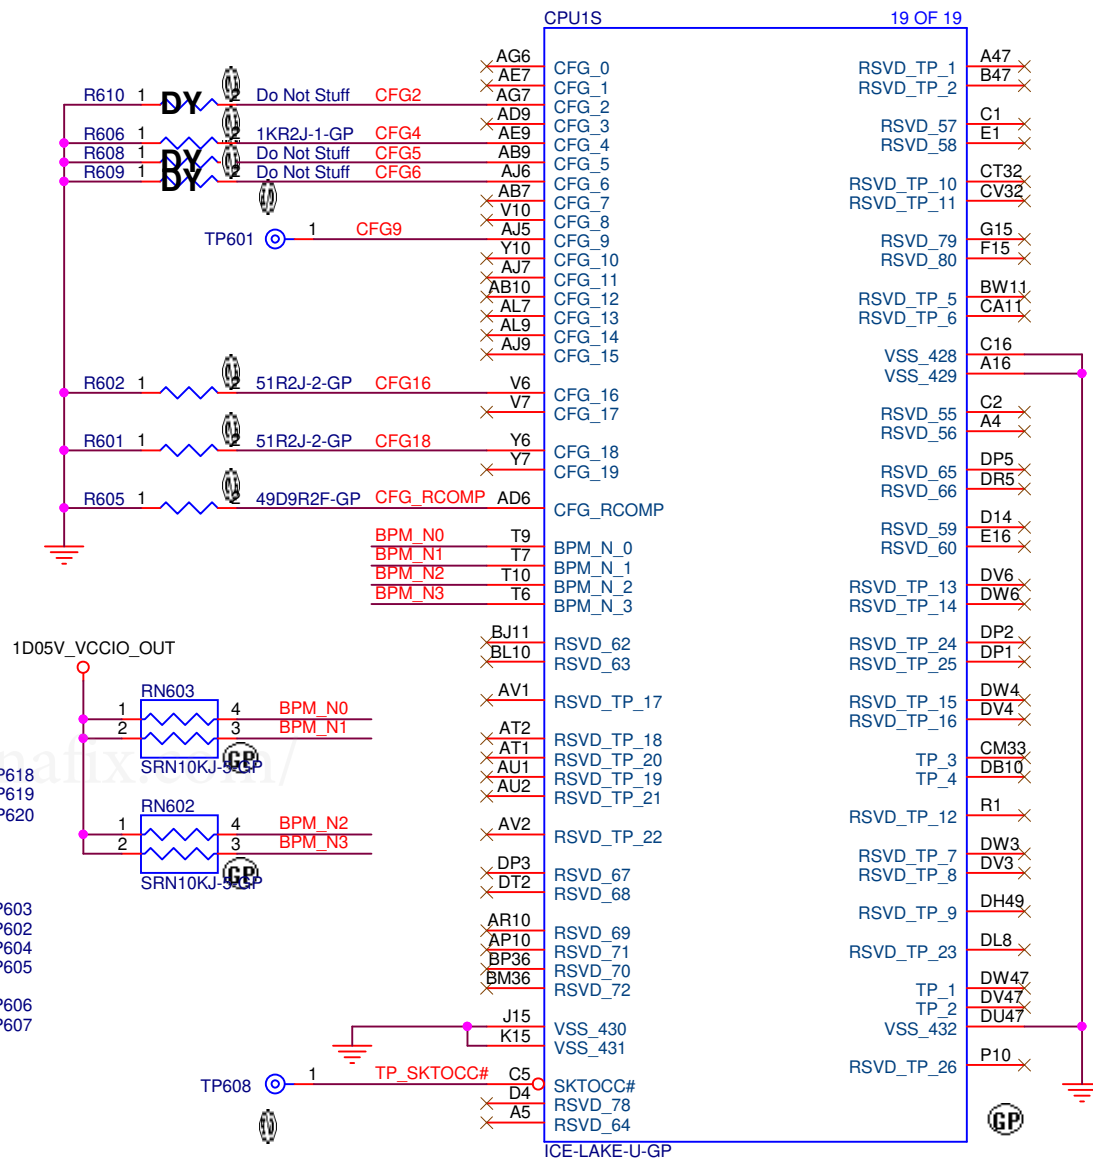 CPU1S 19 OF 19
R610 1 DY 2 Do Not Stuff CFG2
R606 1 2 1KR2J-1-GP CFG4
R608 1 DY 2 Do Not Stuff CFG5
R609 1 DY 2 Do Not Stuff CFG6
TP601 1 CFG9
R602 1 2 51R2J-2-GP CFG16
R601 1 2 51R2J-2-GP CFG18
R605 1 2 49D9R2F-GP CFG_RCOMP
BPM_N0
BPM_N1
BPM_N2
BPM_N3
1D05V_VCCIO_OUT
RN603
1 4 BPM_N0
2 3 BPM_N1
SRN10KJ-5-GP
GP
nafix.com/
P618
P619
P620
RN602
1 4 BPM_N2
2 3 BPM_N3
SRN10KJ-5-GP
GP
P603
P602
P604
P605
P606
P607
TP608 1 TP_SKTOCC#
AG6 CFG_0
AE7 CFG_1
AG7 CFG_2
AD9 CFG_3
AE9 CFG_4
AB9 CFG_5
AJ6 CFG_6
AB7 CFG_7
V10 CFG_8
AJ5 CFG_9
Y10 CFG_10
AJ7 CFG_11
AB10 CFG_12
AL7 CFG_13
AL9 CFG_14
AJ9 CFG_15
V6 CFG_16
V7 CFG_17
Y6 CFG_18
Y7 CFG_19
AD6 CFG_RCOMP
T9 BPM_N_0
T7 BPM_N_1
T10 BPM_N_2
T6 BPM_N_3
BJ11 RSVD_62
BL10 RSVD_63
AV1 RSVD_TP_17
AT2 RSVD_TP_18
AT1 RSVD_TP_20
AU1 RSVD_TP_19
AU2 RSVD_TP_21
AV2 RSVD_TP_22
DP3 RSVD_67
DT2 RSVD_68
AR10 RSVD_69
AP10 RSVD_71
BP36 RSVD_70
BM36 RSVD_72
J15 VSS_430
K15 VSS_431
C5 SKTOCC#
D4 RSVD_78
A5 RSVD_64
RSVD_TP_1 A47
RSVD_TP_2 B47
RSVD_57 C1
RSVD_58 E1
RSVD_TP_10 CT32
RSVD_TP_11 CV32
RSVD_79 G15
RSVD_80 F15
RSVD_TP_5 BW11
RSVD_TP_6 CA11
VSS_428 C16
VSS_429 A16
RSVD_55 C2
RSVD_56 A4
RSVD_65 DP5
RSVD_66 DR5
RSVD_59 D14
RSVD_60 E16
RSVD_TP_13 DV6
RSVD_TP_14 DW6
RSVD_TP_24 DP2
RSVD_TP_25 DP1
RSVD_TP_15 DW4
RSVD_TP_16 DV4
TP_3 CM33
TP_4 DB10
RSVD_TP_12 R1
RSVD_TP_7 DW3
RSVD_TP_8 DV3
RSVD_TP_9 DH49
RSVD_TP_23 DL8
TP_1 DW47
TP_2 DV47
VSS_432 DU47
RSVD_TP_26 P10
GP
ICE-LAKE-U-GP